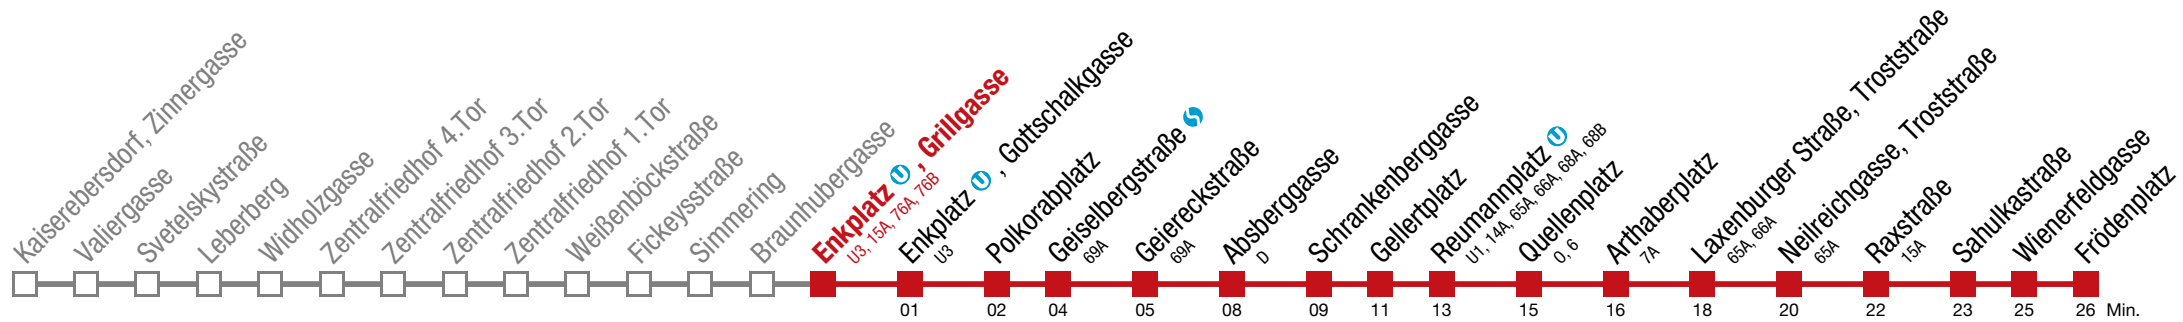 Kaiserebersdorf, Zinnergasse
Valiergasse
Svetelskystraße
Leberberg
Widholzgasse
Zentralfriedhof 4.Tor
Zentralfriedhof 3.Tor
Zentralfriedhof 2.Tor
Zentralfriedhof 1.Tor
Weißenböckstraße
Fickeysstraße
Simmering
Braunhubergasse
Enkplatz U , Grillgasse
U3, 15A, 76A, 76B
Enkplatz U , Gottschalkgasse
U3
Polkorabplatz
Geiselbergstraße S
69A
Geiereckstraße
69A
Absberggasse
D
Schrankenberggasse
Gellertplatz
Reumannplatz U
U1, 14A, 65A, 66A, 68A, 68B
Quellenplatz
O, 6
Arthaberplatz
7A
Laxenburger Straße, Troststraße
65A, 66A
Neilreichgasse, Troststraße
65A
Raxstraße
15A
Sahulkastraße
Wienerfeldgasse
Frödenplatz
01 02 04 05 08 09 11 13 15 16 18 20 22 23 25 26 Min.